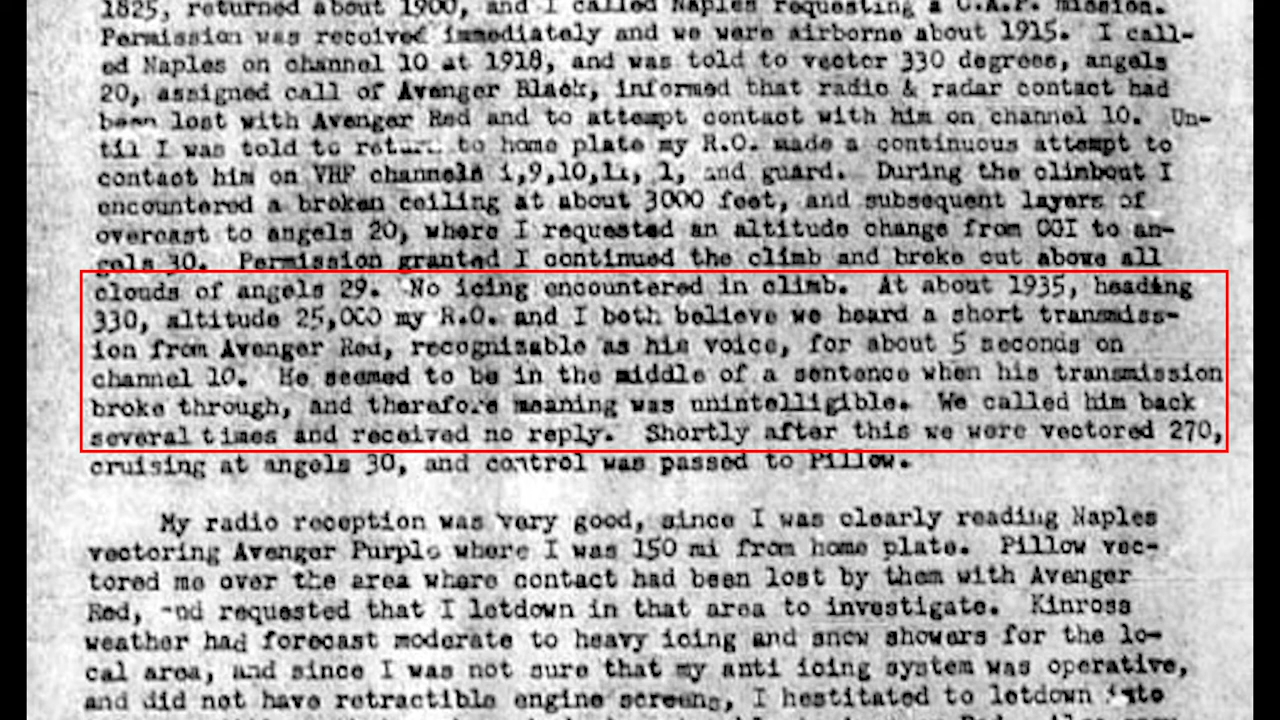 1825, returned about 1900, and I called Naples requesting a C.A.P. mission.
Permission was received immediately and we were airborne about 1915. I call-
ed Naples on channel 10 at 1918, and was told to vector 330 degrees, angels
20, assigned call of Avenger Black, informed that radio & radar contact had
been lost with Avenger Red and to attempt contact with him on channel 10. Un-
til I was told to return to home plate my R.O. made a continuous attempt to
contact him on VHF channels 1,9,10,11, 1, and guard. During the climbout I
encountered a broken ceiling at about 3000 feet, and subsequent layers of
overcast to angels 20, where I requested an altitude change from GCI to an-
gels 30. Permission granted I continued the climb and broke out above all
clouds of angels 29. No icing encountered in climb. At about 1935, heading
330, altitude 25,000 my R.O. and I both believe we heard a short transmiss-
ion from Avenger Red, recognizable as his voice, for about 5 seconds on
channel 10. He seemed to be in the middle of a sentence when his transmission
broke through, and therefore meaning was unintelligible. We called him back
several times and received no reply. Shortly after this we were vectored 270,
cruising at angels 30, and control was passed to Pillow.
My radio reception was very good, since I was clearly reading Naples
vectoring Avenger Purple where I was 150 mi from home plate. Pillow vec-
tored me over the area where contact had been lost by them with Avenger
Red, and requested that I letdown in that area to investigate. Kinross
weather had forecast moderate to heavy icing and snow showers for the lo-
cal area, and since I was not sure that my anti icing system was operative,
and did not have retractible engine screens, I hestitated to letdown into